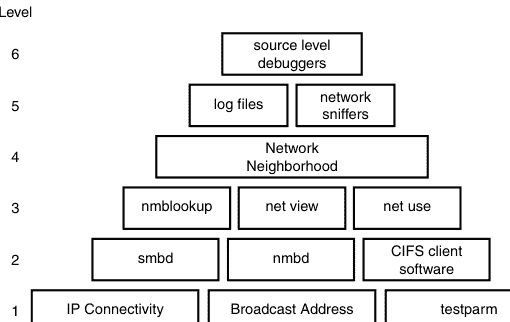 Level
6
source level
debuggers
5
log files
network
sniffers
4
Network
Neighborhood
3
nmblookup
net view
net use
2
smbd
nmbd
CIFS client
software
1
IP Connectivity
Broadcast Address
testparm